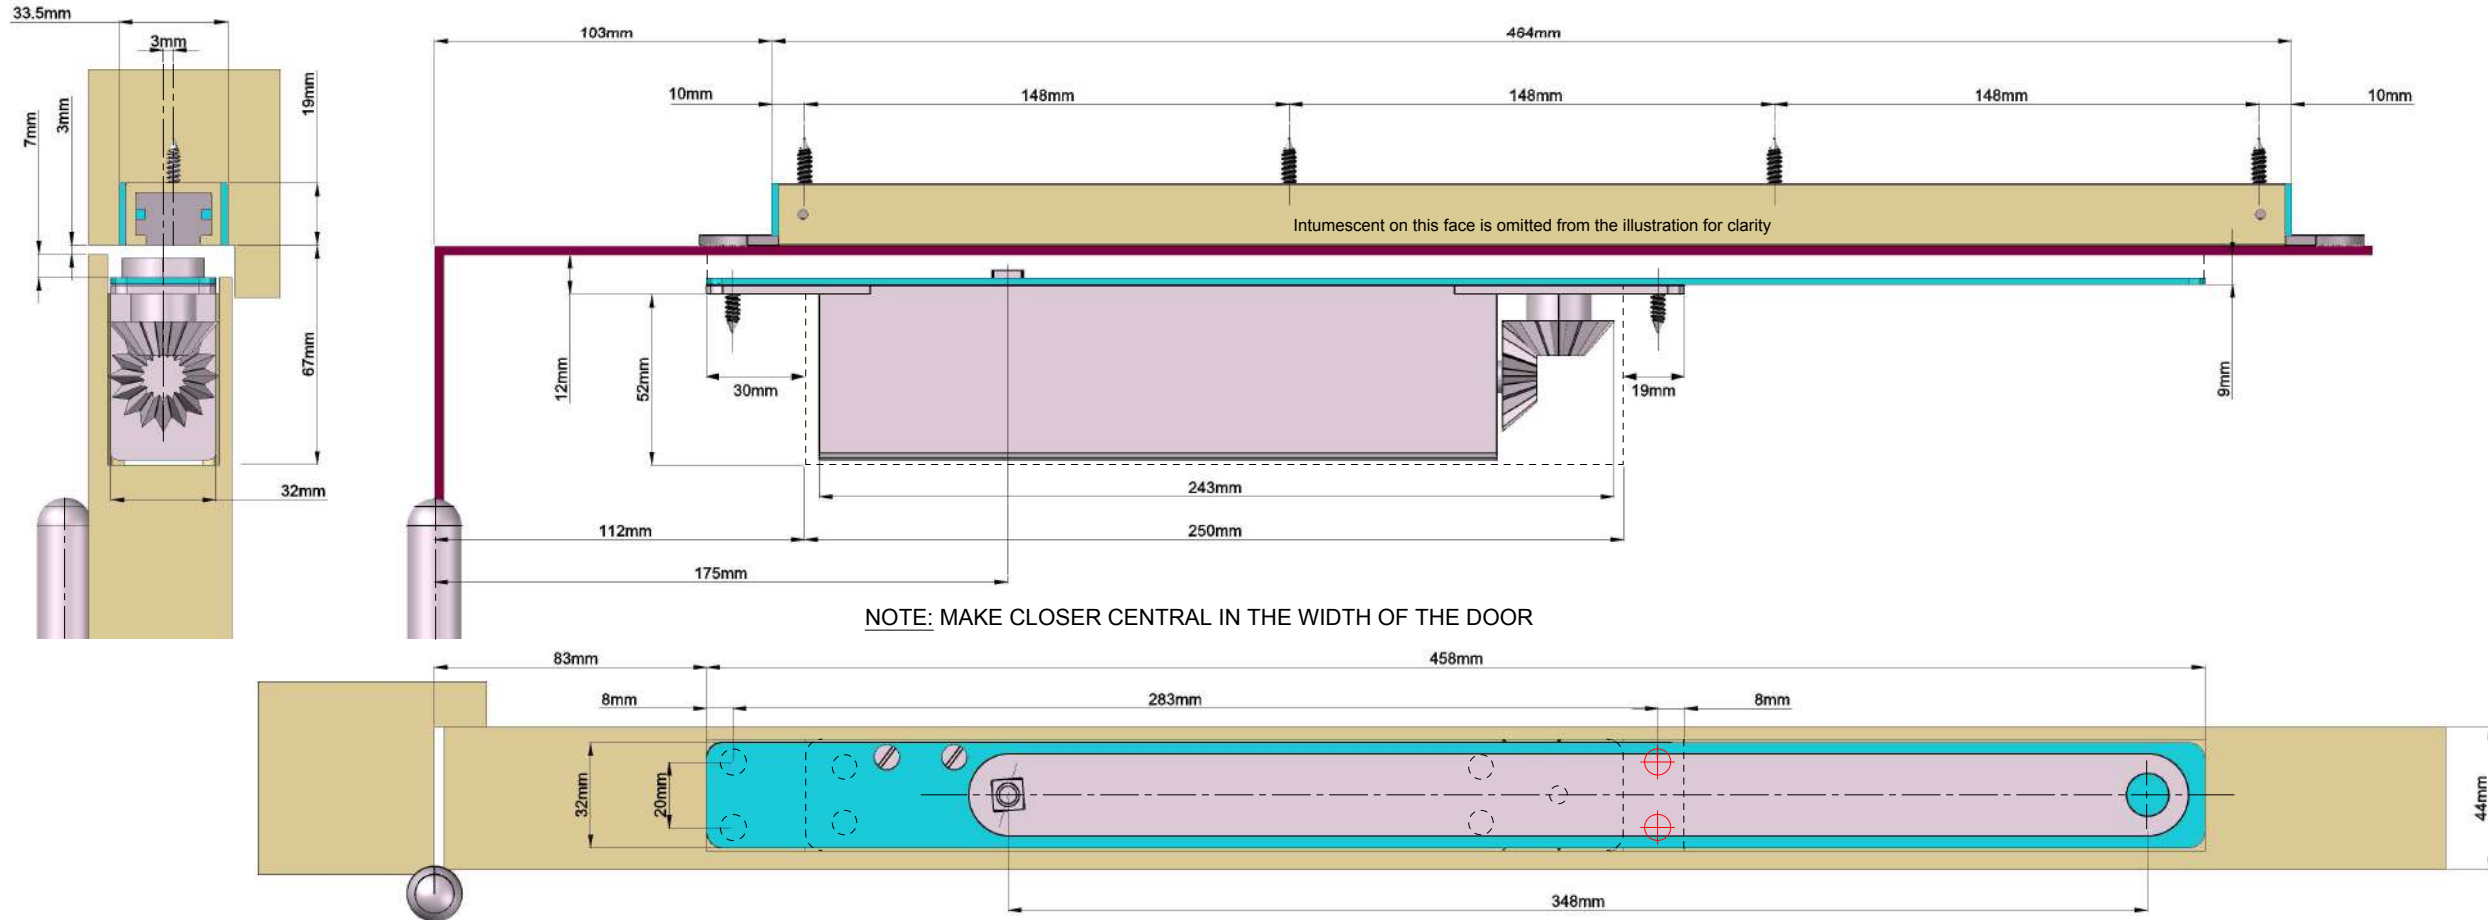 33.5mm
3mm
7mm
3mm
19mm
67mm
32mm
103mm
464mm
10mm
148mm
148mm
148mm
10mm
Intumescent on this face is omitted from the illustration for clarity
12mm
52mm
30mm
19mm
9mm
243mm
112mm
250mm
175mm
NOTE: MAKE CLOSER CENTRAL IN THE WIDTH OF THE DOOR
83mm
458mm
8mm
283mm
8mm
32mm
20mm
44mm
348mm